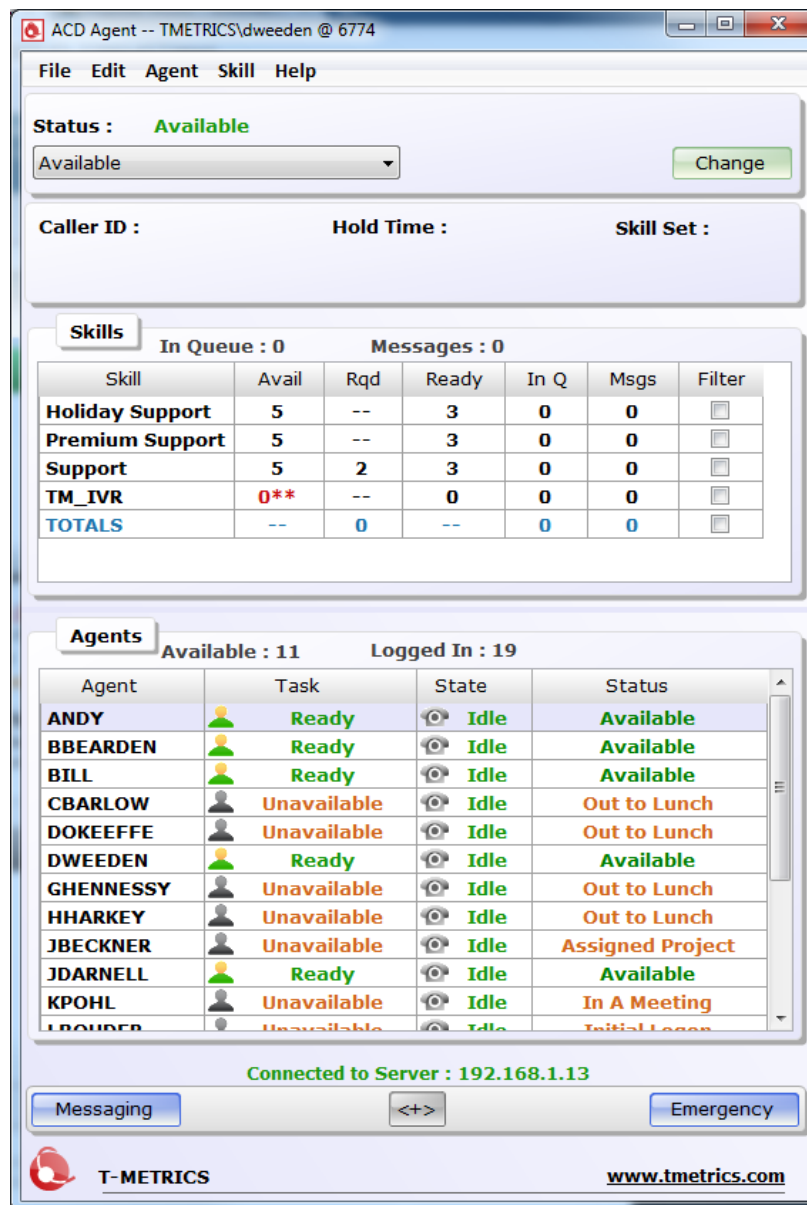 ACD Agent -- TMETRICS\dweeden @ 6774
File Edit Agent Skill Help
Status : Available
Available Change
Caller ID : Hold Time : Skill Set :
Skills In Queue : 0 Messages : 0
Skill Avail Rqd Ready In Q Msgs Filter
Holiday Support 5 -- 3 0 0
Premium Support 5 -- 3 0 0
Support 5 2 3 0 0
TM_IVR 0** -- 0 0 0
TOTALS -- 0 -- 0 0
Agents Available : 11 Logged In : 19
Agent Task State Status
ANDY Ready Idle Available
BBEARDEN Ready Idle Available
BILL Ready Idle Available
CBARLOW Unavailable Idle Out to Lunch
DOKEEFFE Unavailable Idle Out to Lunch
DWEEDEN Ready Idle Available
GHENNESSY Unavailable Idle Out to Lunch
HHARKEY Unavailable Idle Out to Lunch
JBECKNER Unavailable Idle Assigned Project
JDARNELL Ready Idle Available
KPOHL Unavailable Idle In A Meeting
Unavailable Idle Initial Logon
Connected to Server : 192.168.1.13
Messaging <+> Emergency
T-METRICS www.tmetrics.com